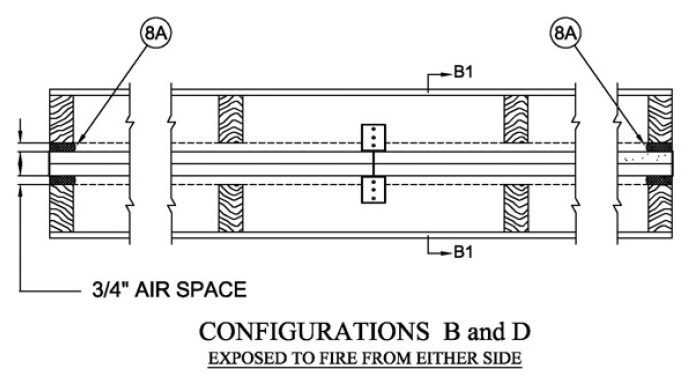 8A
8A
B1
B1
3/4" AIR SPACE
CONFIGURATIONS B and D
EXPOSED TO FIRE FROM EITHER SIDE